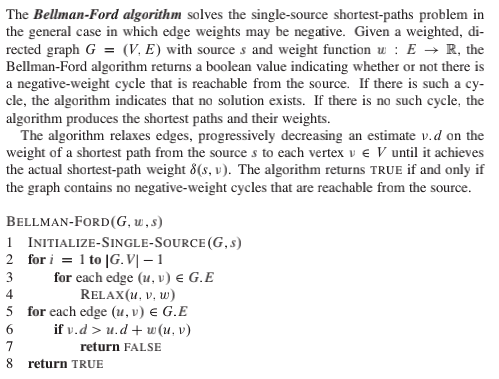 The Bellman-Ford algorithm solves the single-source shortest-paths problem in
the general case in which edge weights may be negative. Given a weighted, di-
rected graph G = (V, E) with source s and weight function w : E → ℝ, the
Bellman-Ford algorithm returns a boolean value indicating whether or not there is
a negative-weight cycle that is reachable from the source. If there is such a cy-
cle, the algorithm indicates that no solution exists. If there is no such cycle, the
algorithm produces the shortest paths and their weights.
The algorithm relaxes edges, progressively decreasing an estimate v.d on the
weight of a shortest path from the source s to each vertex v ∈ V until it achieves
the actual shortest-path weight δ(s, v). The algorithm returns TRUE if and only if
the graph contains no negative-weight cycles that are reachable from the source.
BELLMAN-FORD(G, w, s)
1 INITIALIZE-SINGLE-SOURCE(G, s)
2 for i = 1 to |G.V| − 1
3 for each edge (u, v) ∈ G.E
4 RELAX(u, v, w)
5 for each edge (u, v) ∈ G.E
6 if v.d > u.d + w(u, v)
7 return FALSE
8 return TRUE